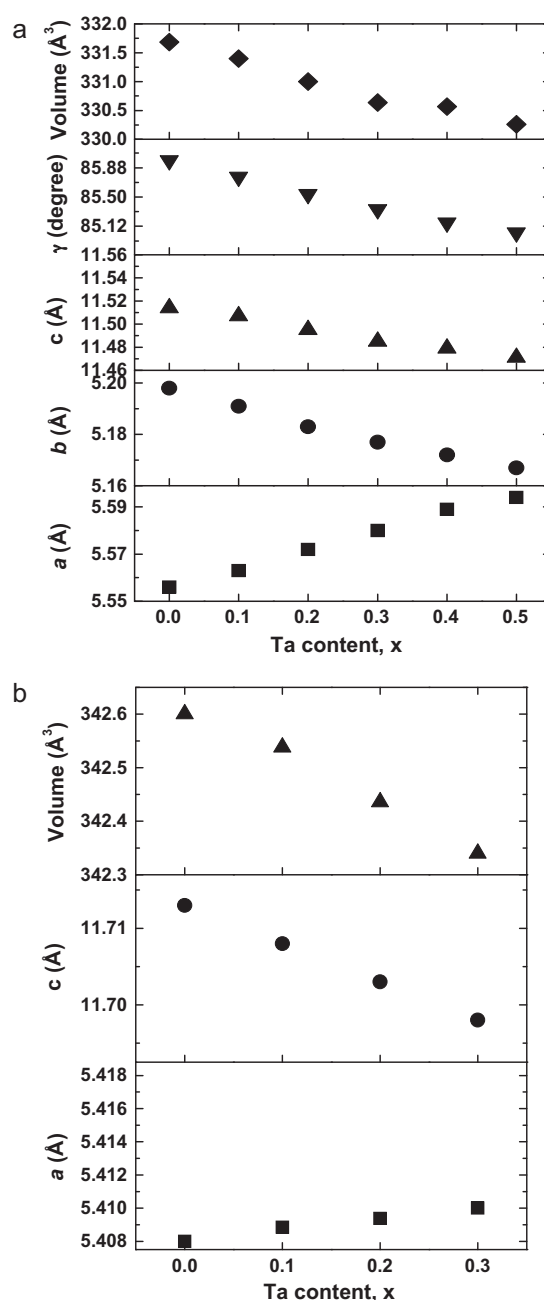 a
Volume (Å³)
332.0
331.5
331.0
330.5
330.0
γ (degree)
85.88
85.50
85.12
11.56
c (Å)
11.52
11.50
11.48
11.46
b (Å)
5.20
5.18
5.16
a (Å)
5.59
5.57
5.55
0.0 0.1 0.2 0.3 0.4 0.5
Ta content, x
b
Volume (Å³)
342.6
342.5
342.4
342.3
c (Å)
11.71
11.70
a (Å)
5.418
5.416
5.414
5.412
5.410
5.408
0.0 0.1 0.2 0.3
Ta content, x